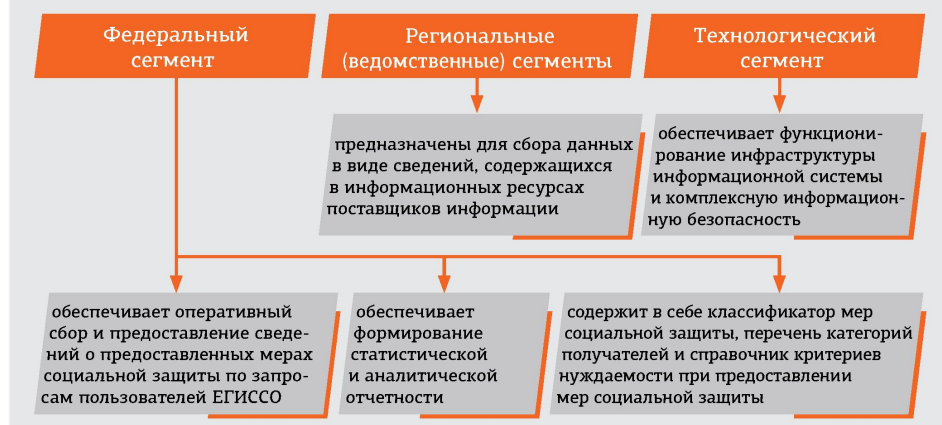 Федеральный
сегмент
Региональные
(ведомственные) сегменты
Технологический
сегмент
предназначены для сбора данных
в виде сведений, содержащихся
в информационных ресурсах
поставщиков информации
обеспечивает функциони-
рование инфраструктуры
информационной системы
и комплексную информацион-
ную безопасность
обеспечивает оперативный
сбор и предоставление сведе-
ний о предоставленных мерах
социальной защиты по запро-
сам пользователей ЕГИССО
обеспечивает
формирование
статистической
и аналитической
отчетности
содержит в себе классификатор мер
социальной защиты, перечень категорий
получателей и справочник критериев
нуждаемости при предоставлении
мер социальной защиты